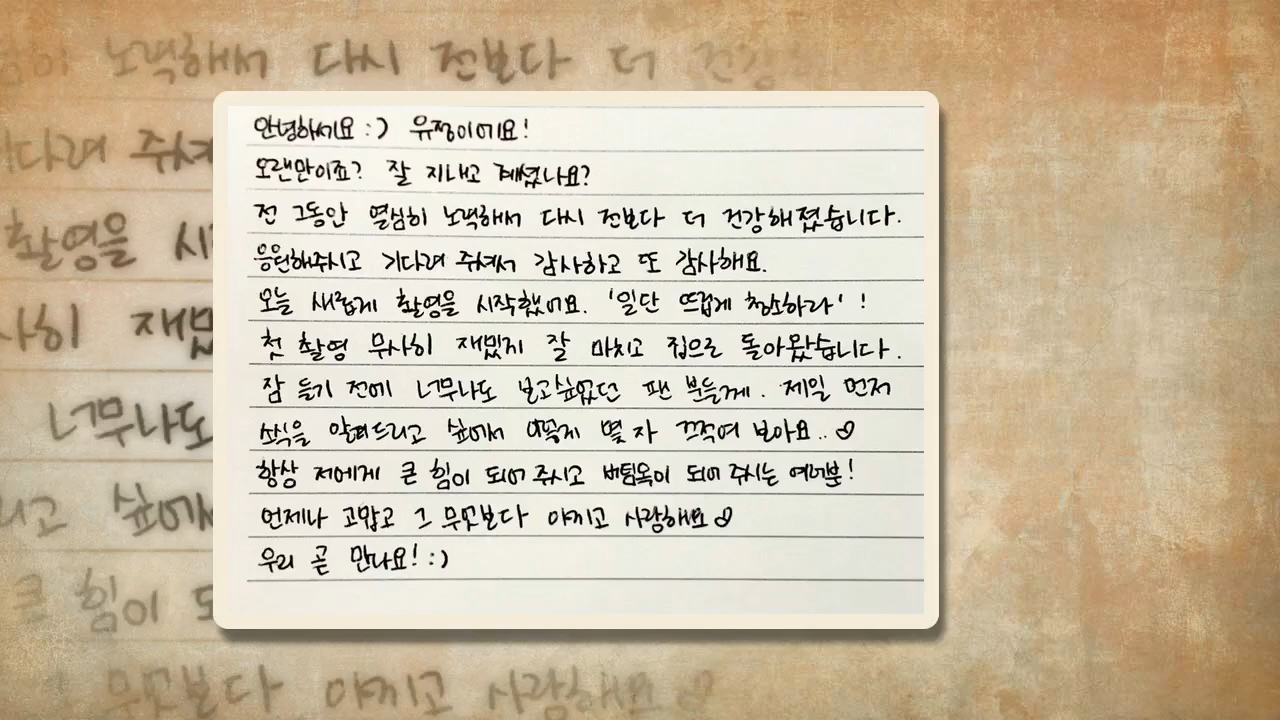 안녕하세요 :) 유정이에요!
오랜만이죠? 잘 지내고 계셨나요?
전 그동안 열심히 노력해서 다시 전보다 더 건강해졌습니다.
응원해주시고 기다려 주셔서 감사하고 또 감사해요.
오늘 새롭게 촬영을 시작했어요. '일단 뜨겁게 청소하라' !
첫 촬영 무사히 재밌게 잘 마치고 집으로 돌아왔습니다.
잠 들기 전에 너무나도 보고싶었던 팬 분들께. 제일 먼저
소식을 알려드리고 싶어서 이렇게 몇 자 끄적여 보아요..♡
항상 저에게 큰 힘이 되어 주시고 버팀목이 되어 주시는 여러분!
언제나 고맙고 그 무엇보다 아끼고 사랑해요♡
우리 곧 만나요! :)